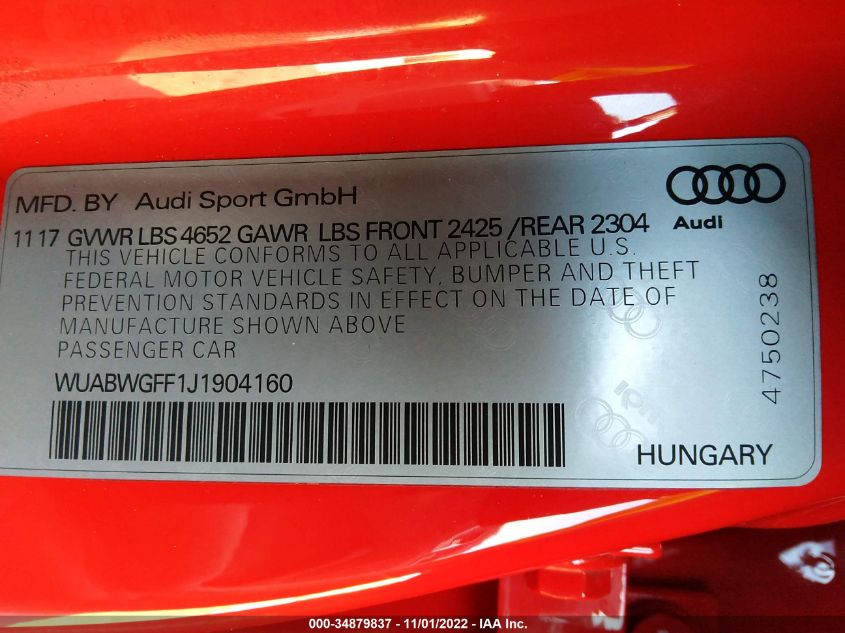 MFD. BY Audi Sport GmbH
Audi
11 17 GVWR LBS 4652 GAWR LBS FRONT 2425 /REAR 2304
THIS VEHICLE CONFORMS TO ALL APPLICABLE U.S.
FEDERAL MOTOR VEHICLE SAFETY, BUMPER AND THEFT
PREVENTION STANDARDS IN EFFECT ON THE DATE OF
MANUFACTURE SHOWN ABOVE
PASSENGER CAR
WUABWGFF1J1904160
4750238
HUNGARY
000-34879837 - 11/01/2022 - IAA Inc.